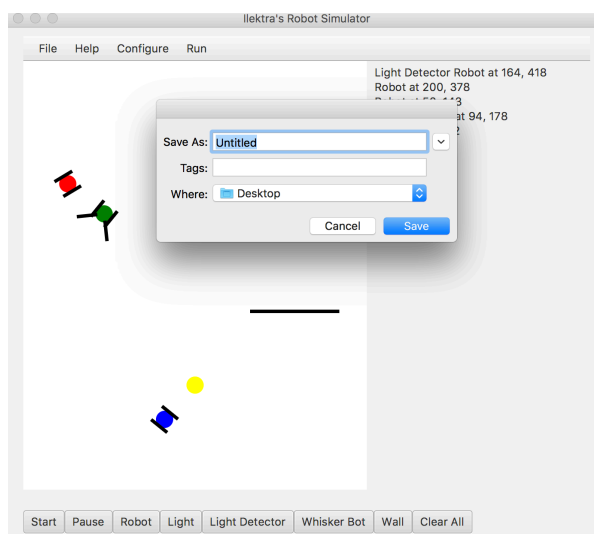 Ilektra's Robot Simulator
File Help Configure Run
Light Detector Robot at 164, 418
Robot at 200, 378
at 94, 178
Save As: Untitled
Tags:
Where: Desktop
Cancel Save
Start Pause Robot Light Light Detector Whisker Bot Wall Clear All